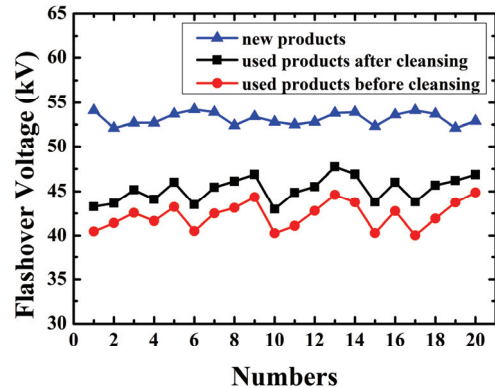 65
60
55
50
45
40
35
30
Flashover Voltage (kV)
new products
used products after cleansing
used products before cleansing
0 2 4 6 8 10 12 14 16 18 20
Numbers